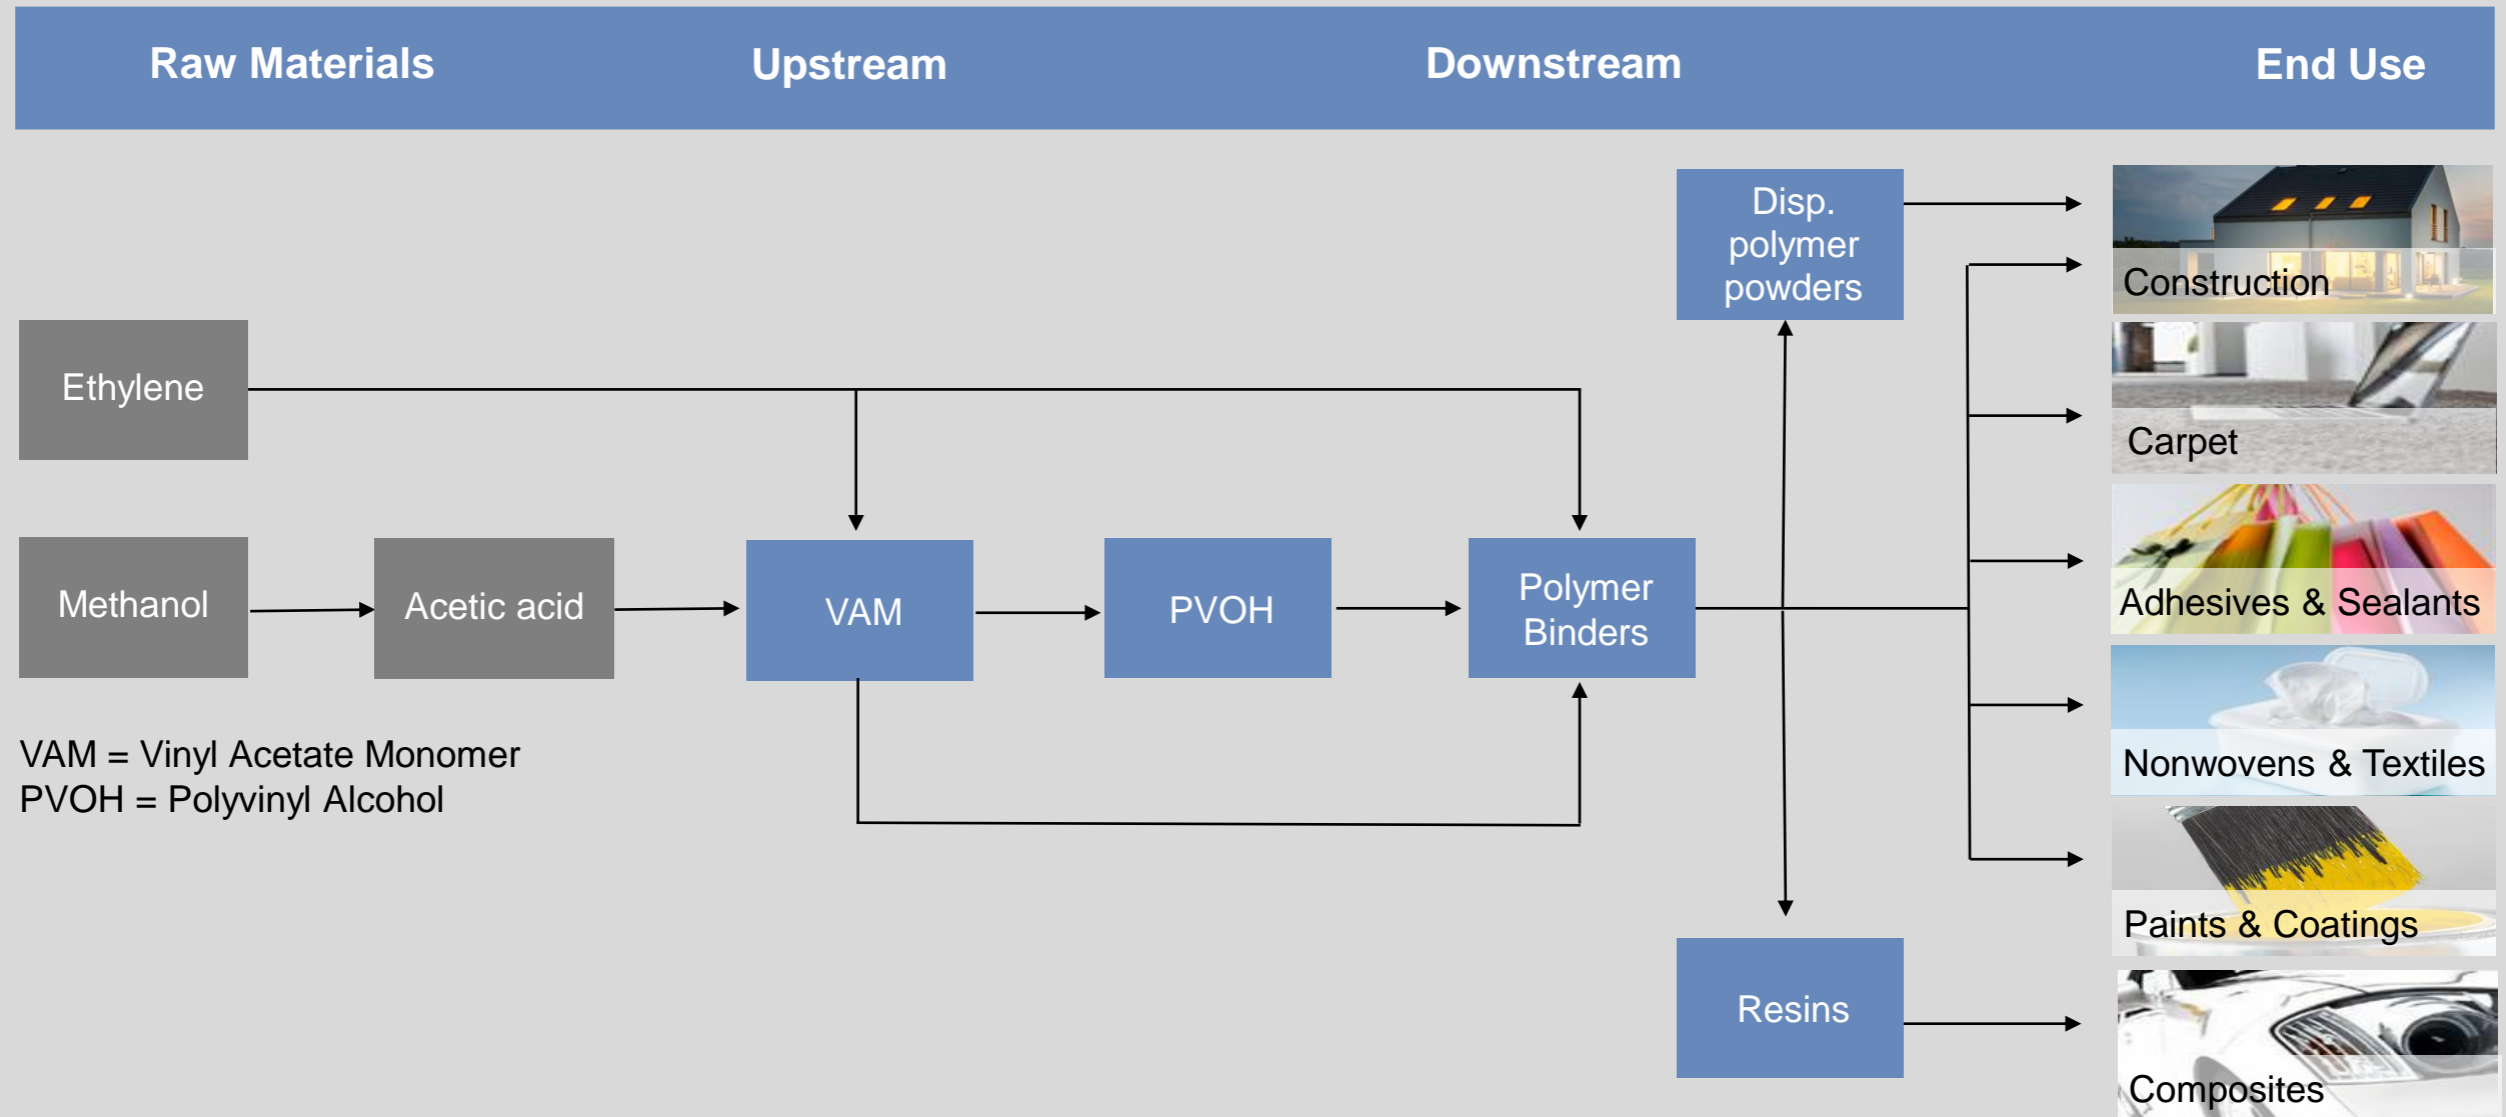 Raw Materials
Upstream
Downstream
End Use
Disp.
polymer
powders
Construction
Ethylene
Carpet
Methanol
Acetic acid
VAM
PVOH
Polymer
Binders
Adhesives & Sealants
VAM = Vinyl Acetate Monomer
PVOH = Polyvinyl Alcohol
Nonwovens & Textiles
Paints & Coatings
Resins
Composites